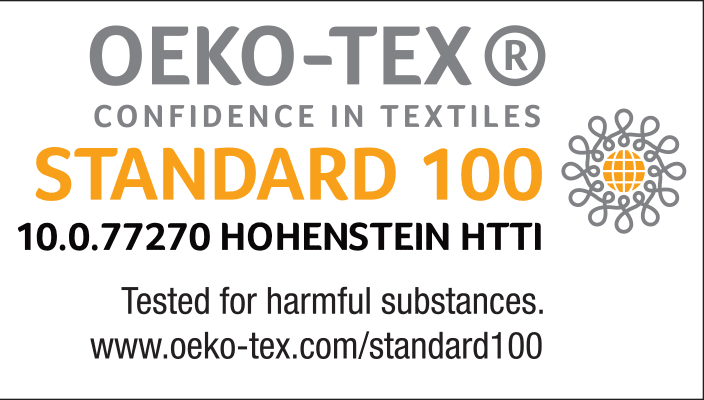 OEKO-TEX®
CONFIDENCE IN TEXTILES
STANDARD 100
10.0.77270 HOHENSTEIN HTTI
Tested for harmful substances.
www.oeko-tex.com/standard100